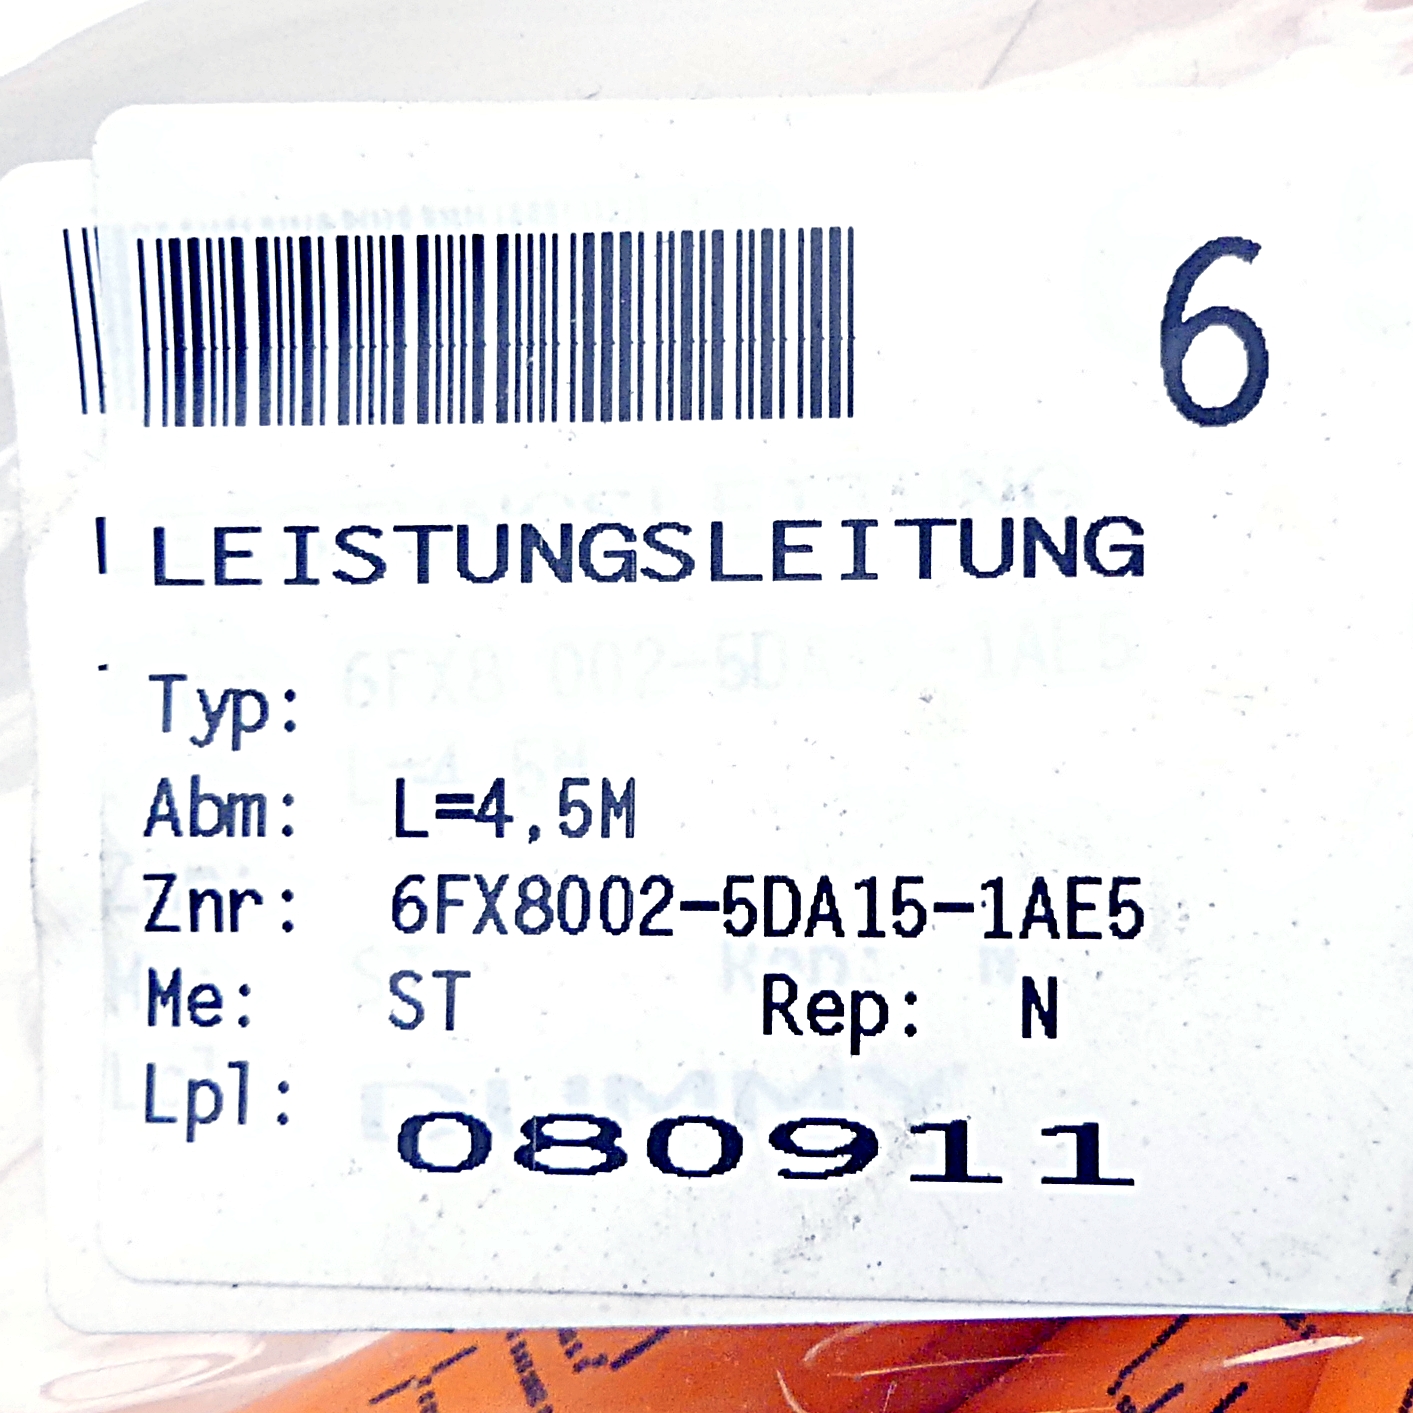 6
LEISTUNGSLEITUNG
Typ:
Abm: L=4,5M
Znr: 6FX8002-5DA15-1AE5
Me: ST Rep: N
Lpl: 080911